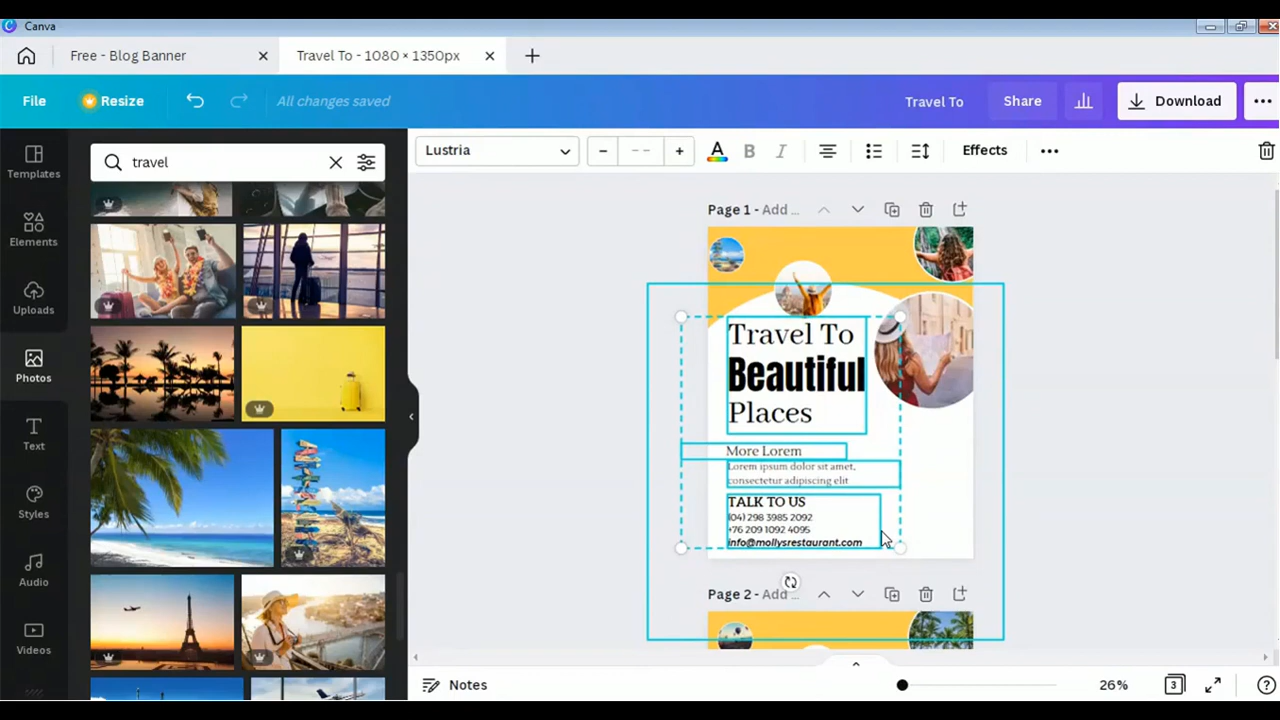 Canva
Free - Blog Banner
Travel To - 1080 × 1350px
File
Resize
All changes saved
Travel To
Share
Download
Templates
Elements
Uploads
Photos
Text
Styles
Audio
Videos
travel
Lustria
- -
A
B
I
Effects
Page 1 - Add ...
Travel To
Beautiful
Places
More Lorem
Lorem ipsum dolor sit amet,
consectetur adipiscing elit
TALK TO US
(04) 298 3985 2092
+76 209 1092 4095
info@mollysrestaurant.com
Page 2 - Add ...
Notes
26%
3
?